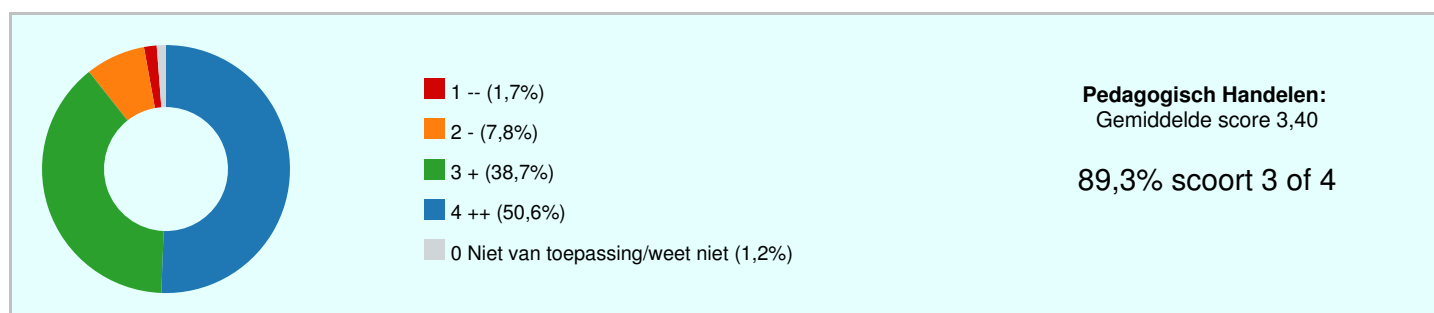 1 -- (1,7%)
2 - (7,8%)
3 + (38,7%)
4 ++ (50,6%)
0 Niet van toepassing/weet niet (1,2%)
Pedagogisch Handelen:
Gemiddelde score 3,40
89,3% scoort 3 of 4